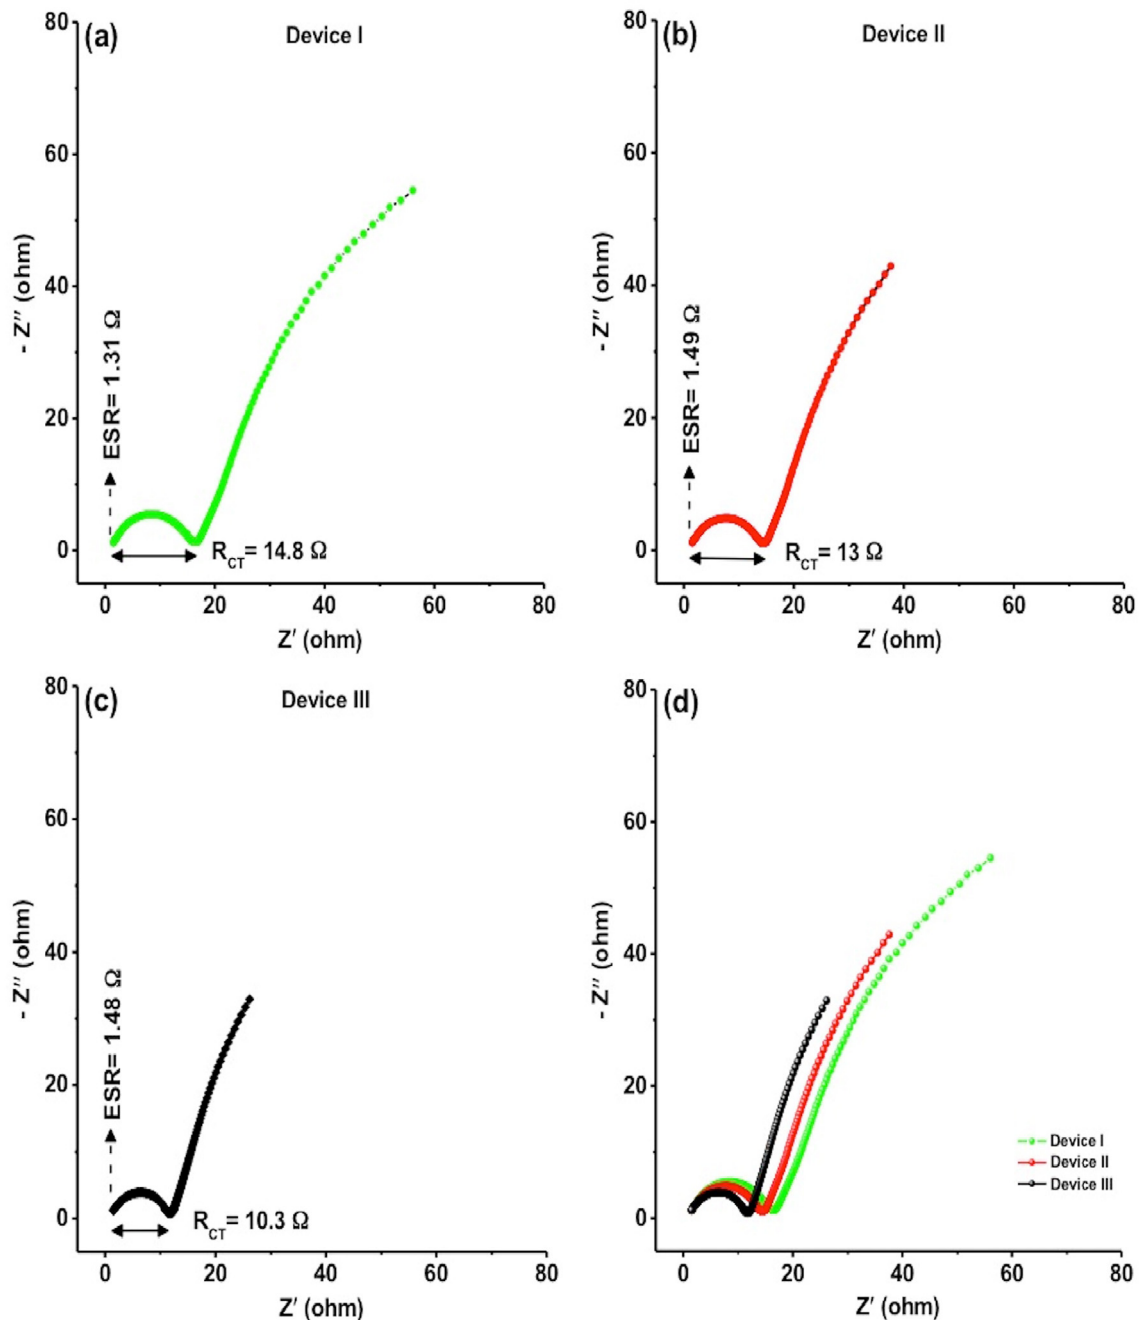 (a)
Device I
80
60
40
20
0
- Z″ (ohm)
ESR= 1.31 Ω
R_CT= 14.8 Ω
0 20 40 60 80
Z′ (ohm)
(b)
Device II
80
60
40
20
0
- Z″ (ohm)
ESR= 1.49 Ω
R_CT= 13 Ω
0 20 40 60 80
Z′ (ohm)
(c)
Device III
80
60
40
20
0
- Z″ (ohm)
ESR= 1.48 Ω
R_CT= 10.3 Ω
0 20 40 60 80
Z′ (ohm)
(d)
80
60
40
20
0
- Z″ (ohm)
Device I
Device II
Device III
0 20 40 60 80
Z′ (ohm)